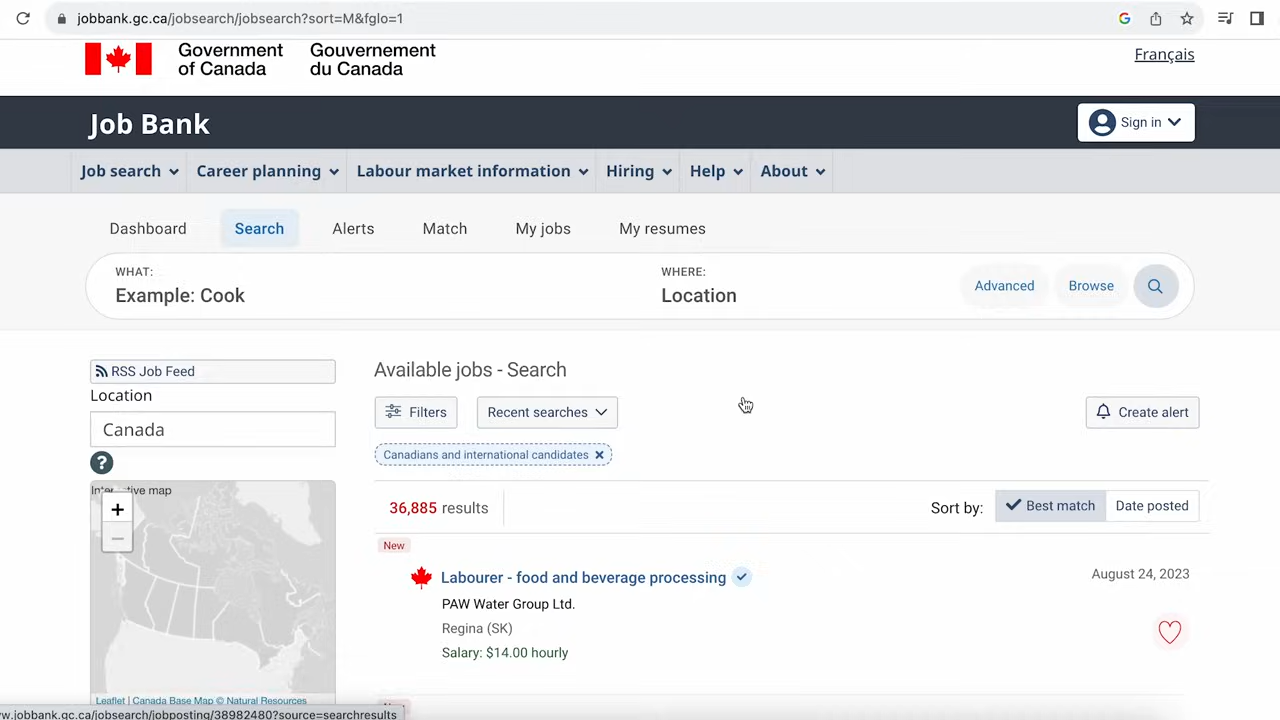 jobbank.gc.ca/jobsearch/jobsearch?sort=M&fglo=1
Government of Canada
Gouvernement du Canada
Français
Job Bank
Sign in
Job search
Career planning
Labour market information
Hiring
Help
About
Dashboard
Search
Alerts
Match
My jobs
My resumes
WHAT:
Example: Cook
WHERE:
Location
Advanced
Browse
RSS Job Feed
Location
Canada
?
Available jobs - Search
Filters
Recent searches
Create alert
Canadians and international candidates ×
36,885 results
Sort by:
Best match
Date posted
+
−
New
Labourer - food and beverage processing
August 24, 2023
PAW Water Group Ltd.
Regina (SK)
Salary: $14.00 hourly
Leaflet | Canada Base Map © Natural Resources
w.jobbank.gc.ca/jobsearch/jobposting/38982480?source=searchresults